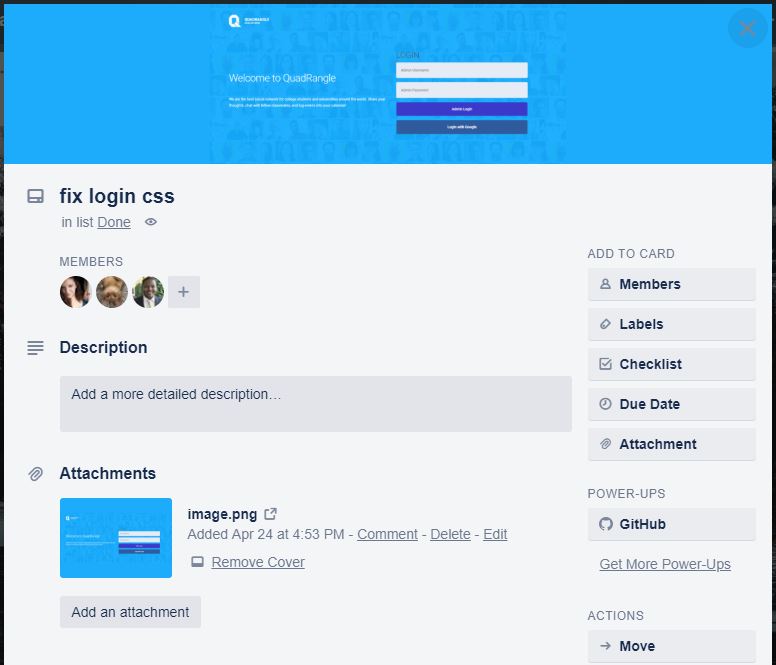 QUADRANGLE
Welcome to QuadRangle
We are the best social network for college students and universities around the world. Share your
thoughts, chat with fellow classmates, and log events into your calendar!
LOGIN
Admin Username
Admin Password
Admin Login
Login with Google
fix login css
in list Done
MEMBERS
Description
Add a more detailed description…
Attachments
image.png
Added Apr 24 at 4:53 PM - Comment - Delete - Edit
Remove Cover
Add an attachment
ADD TO CARD
Members
Labels
Checklist
Due Date
Attachment
POWER-UPS
GitHub
Get More Power-Ups
ACTIONS
Move